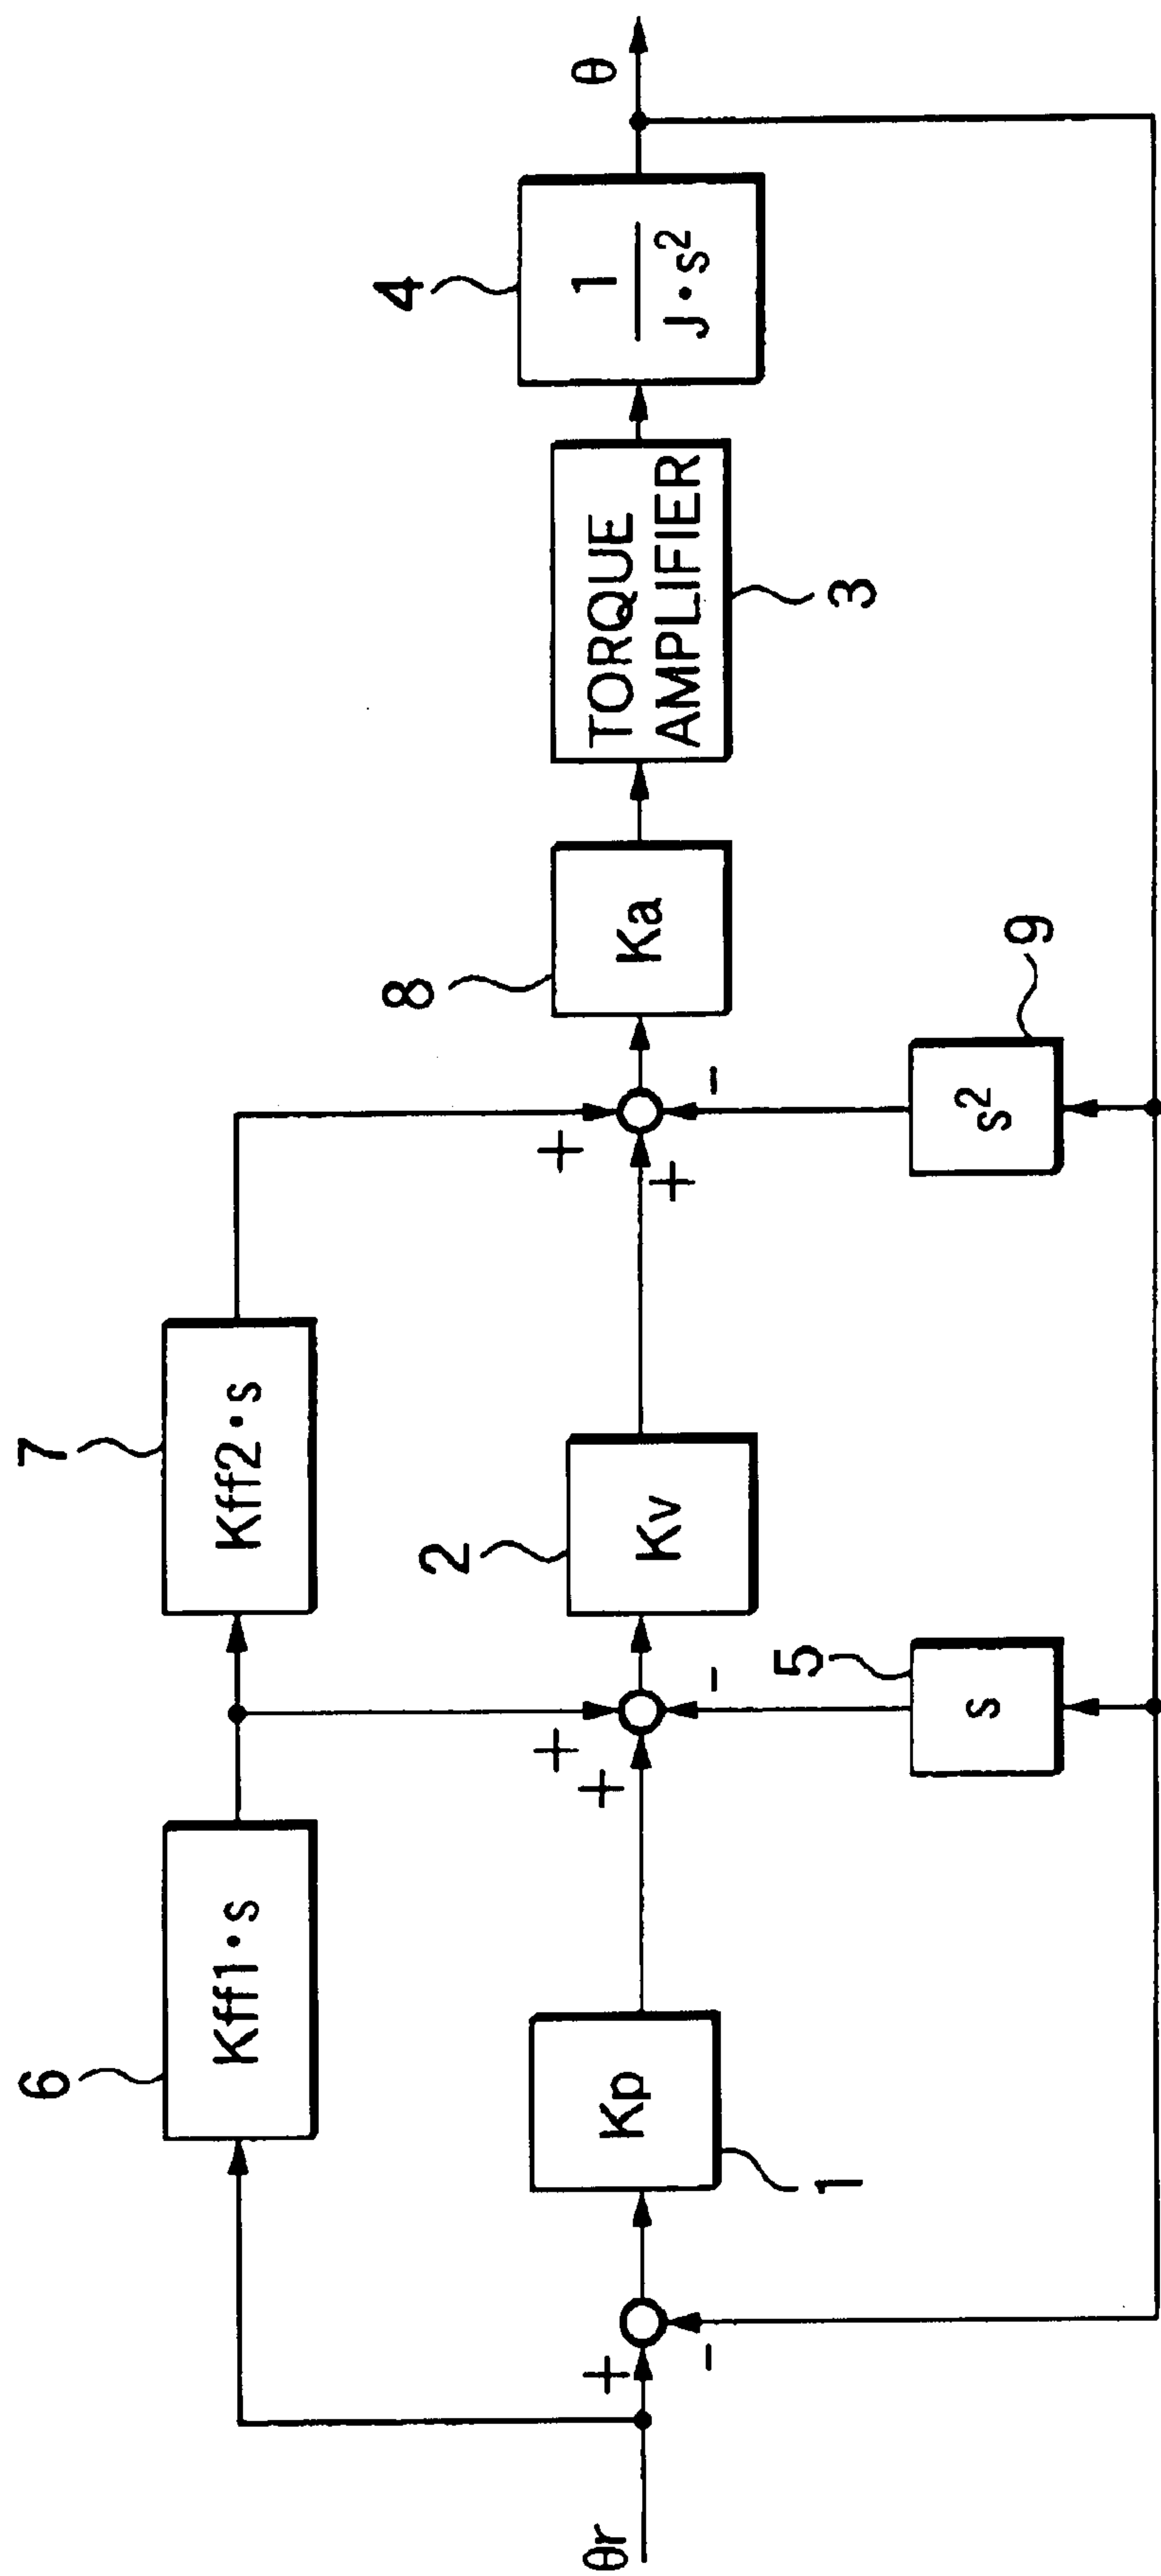 6
Kff1・s
7
Kff2・s
θr
+
-
Kp
1
+
+
-
2
Kv
5
s
+
+
-
8
Ka
9
s²
TORQUE
AMPLIFIER
3
4
1
J・s²
θ